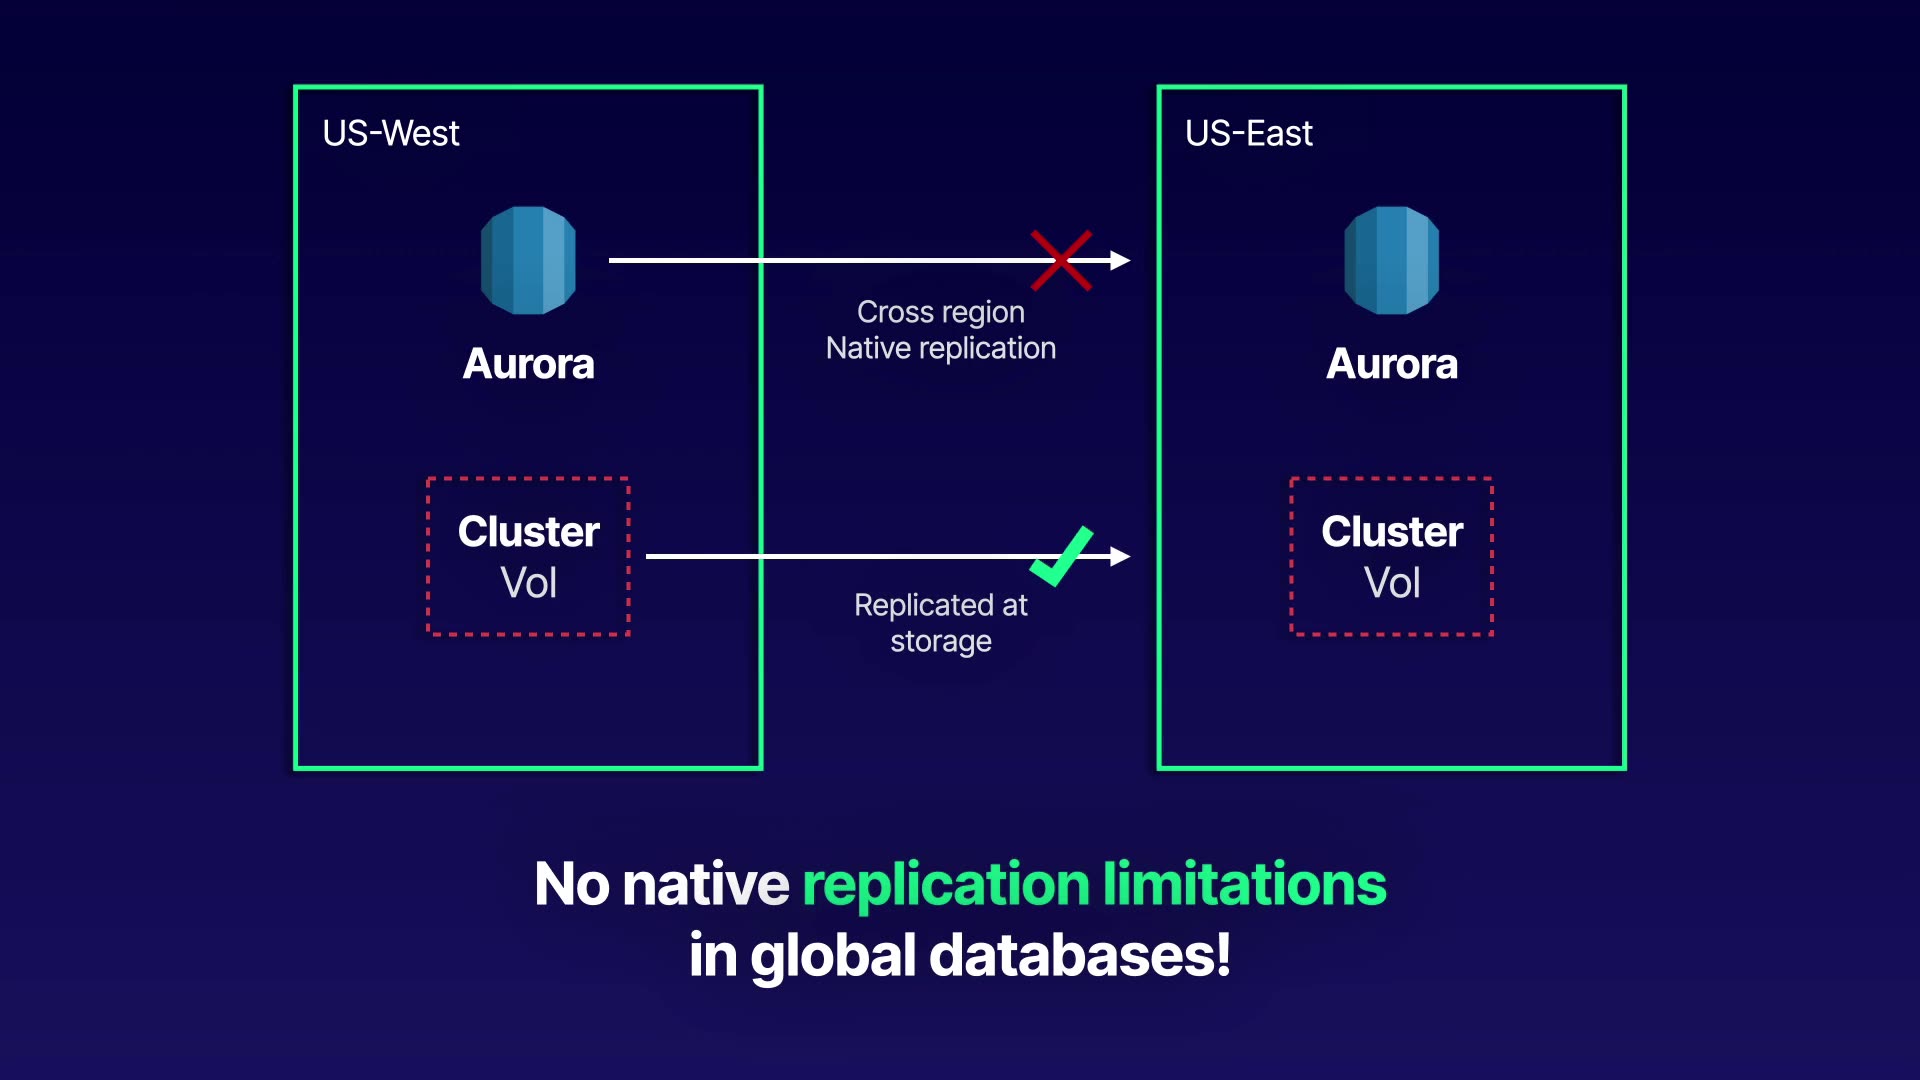 US-West
Aurora
Cluster
Vol
Cross region
Native replication
Replicated at
storage
US-East
Aurora
Cluster
Vol
No native replication limitations
in global databases!